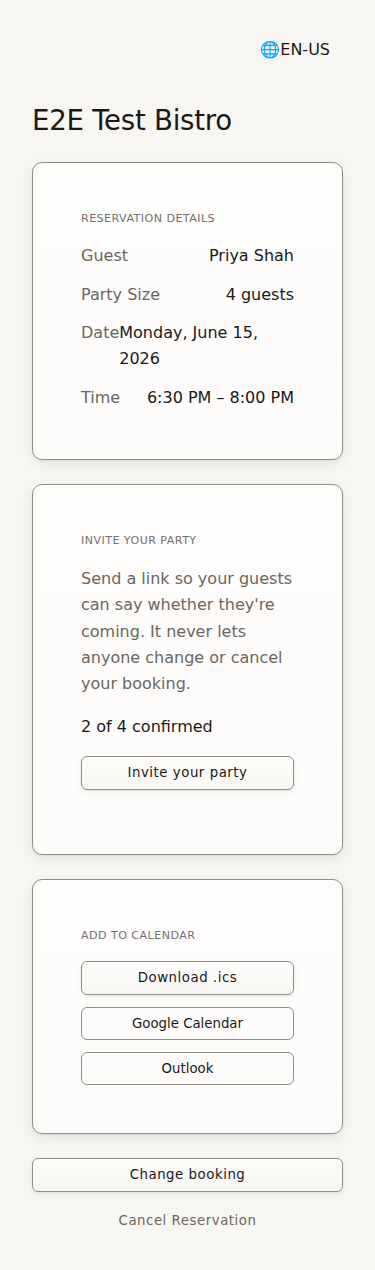 🌐EN-US
E2E Test Bistro
RESERVATION DETAILS
Guest Priya Shah
Party Size 4 guests
Date Monday, June 15,
2026
Time 6:30 PM – 8:00 PM
INVITE YOUR PARTY
Send a link so your guests
can say whether they're
coming. It never lets
anyone change or cancel
your booking.
2 of 4 confirmed
Invite your party
ADD TO CALENDAR
Download .ics
Google Calendar
Outlook
Change booking
Cancel Reservation